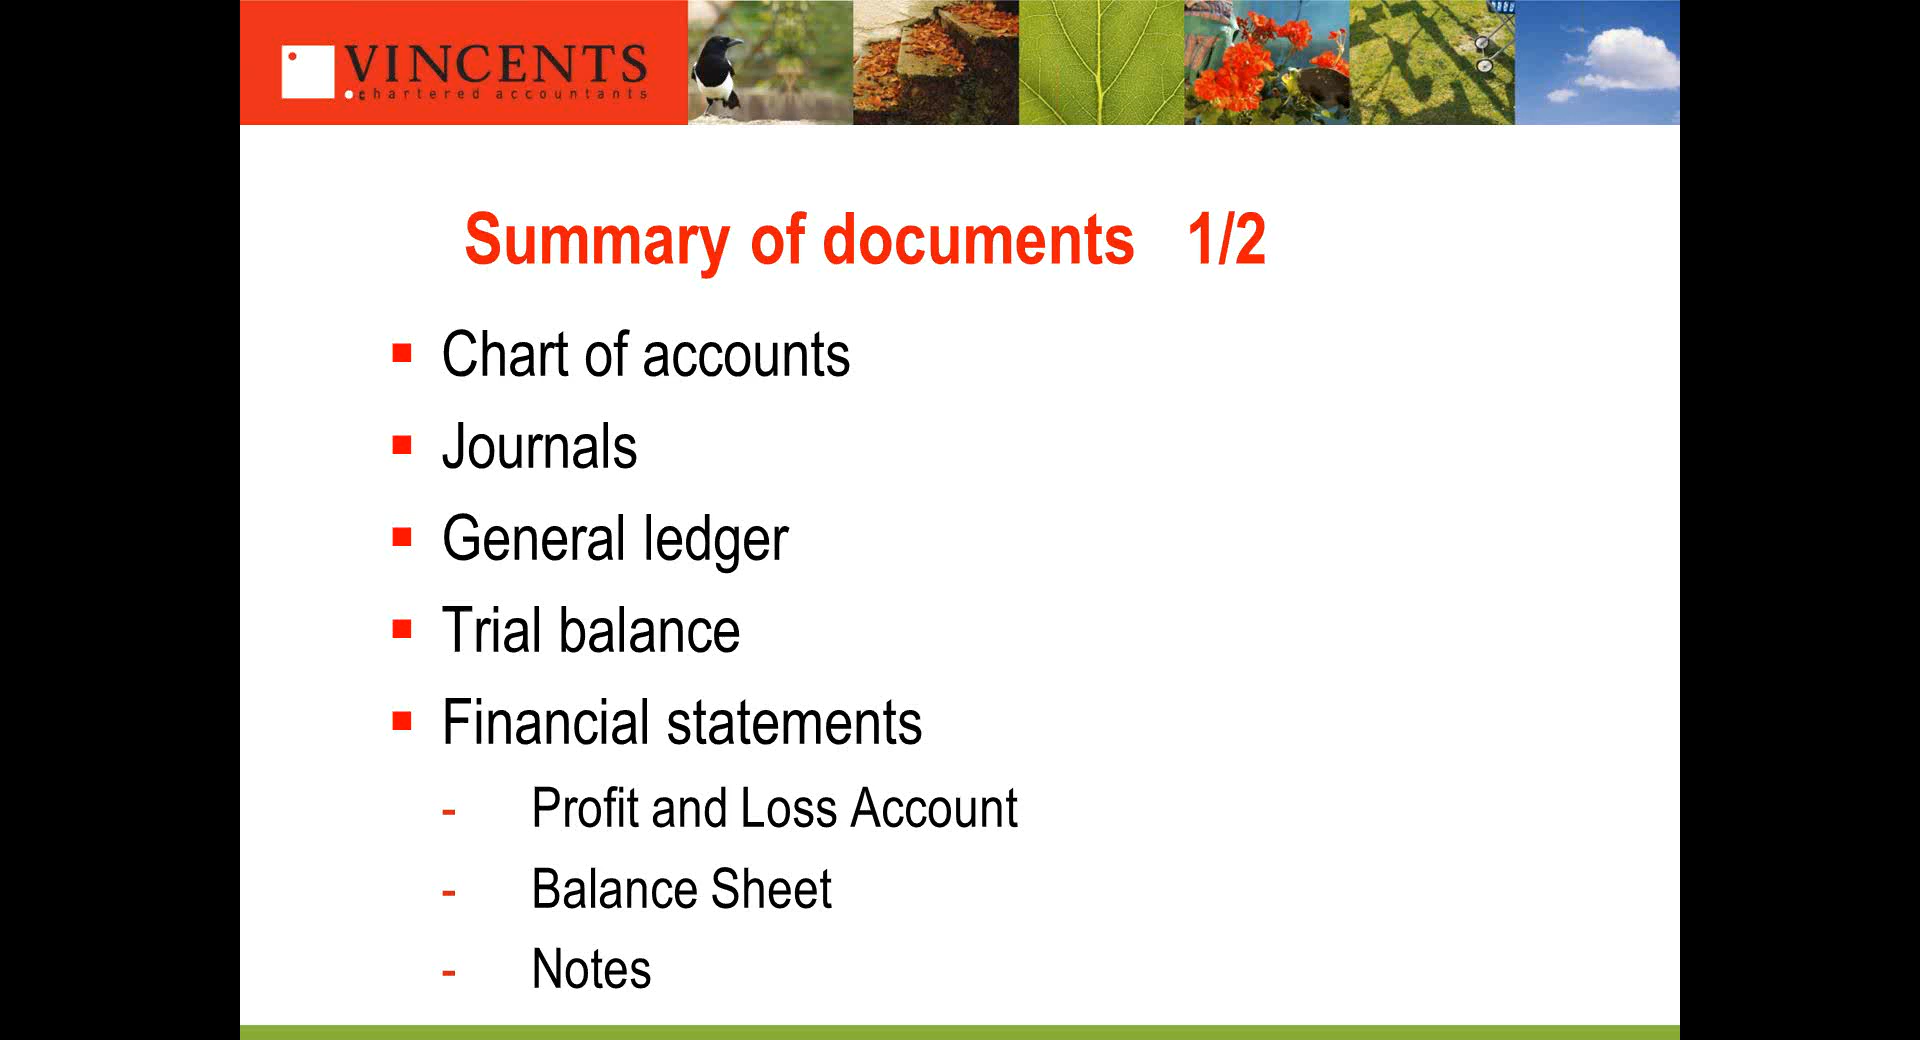 VINCENTS
chartered accountants
Summary of documents 1/2
Chart of accounts
Journals
General ledger
Trial balance
Financial statements
- Profit and Loss Account
- Balance Sheet
- Notes